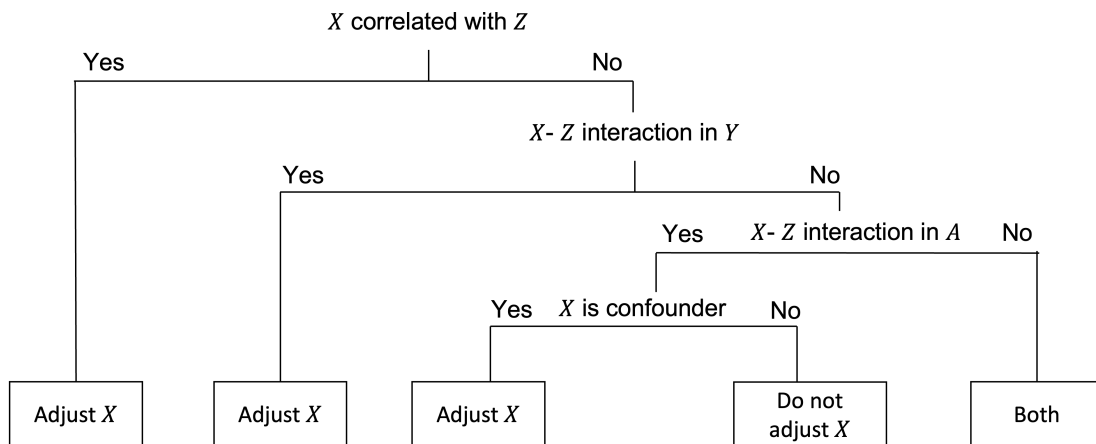 X correlated with Z
Yes
No
X- Z interaction in Y
Yes
No
Yes
X- Z interaction in A
No
Yes
X is confounder
No
Adjust X
Adjust X
Adjust X
Do not
adjust X
Both